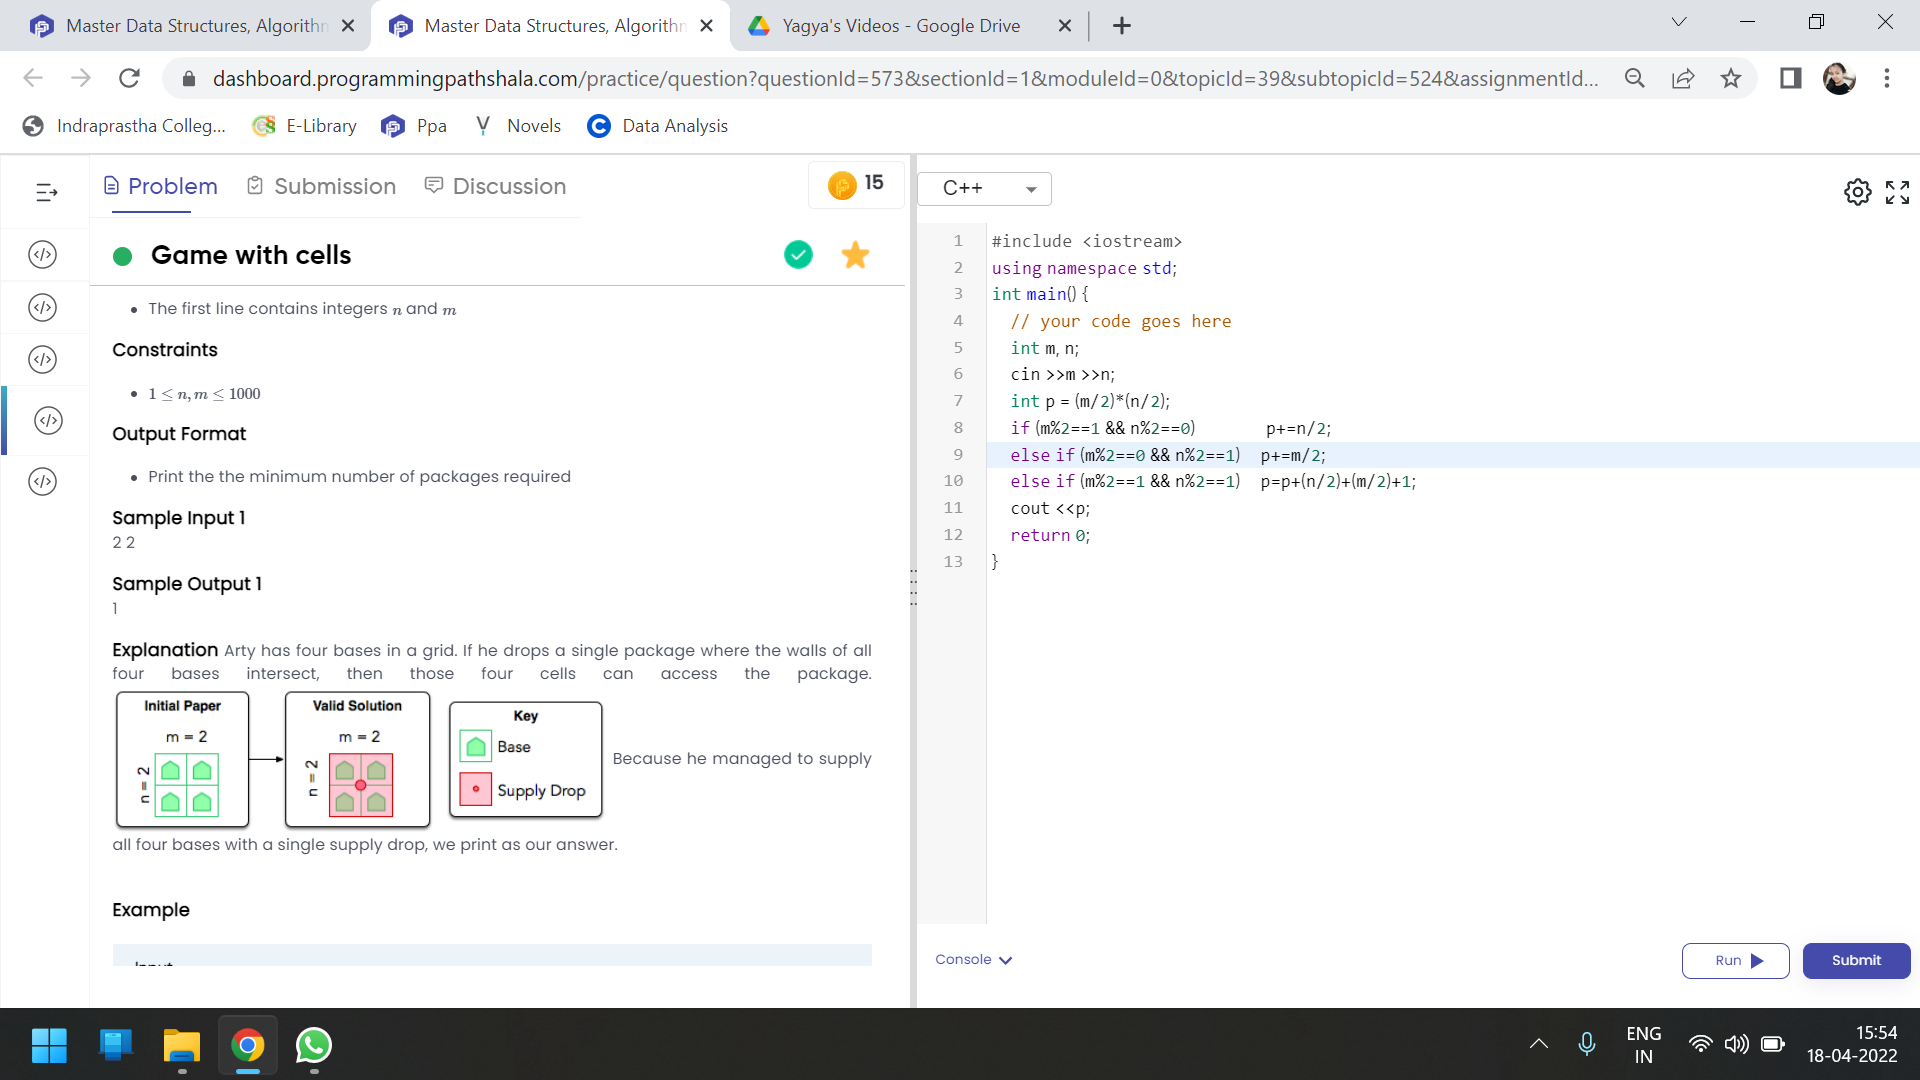 Master Data Structures, Algorithm
Master Data Structures, Algorithm
Yagya's Videos - Google Drive
dashboard.programmingpathshala.com/practice/question?questionId=573&sectionId=1&moduleId=0&topicId=39&subtopicId=524&assignmentId...
Indraprastha Colleg...
E-Library
Ppa
Novels
Data Analysis
Problem
Submission
Discussion
15
Game with cells
• The first line contains integers n and m
Constraints
• 1 ≤ n, m ≤ 1000
Output Format
• Print the the minimum number of packages required
Sample Input 1
2 2
Sample Output 1
1
Explanation Arty has four bases in a grid. If he drops a single package where the walls of all
four bases intersect, then those four cells can access the package.
Initial Paper
m = 2
n = 2
Valid Solution
m = 2
n = 2
Key
Base
Supply Drop
Because he managed to supply
all four bases with a single supply drop, we print as our answer.
Example
C++
1 #include <iostream>
2 using namespace std;
3 int main() {
4 // your code goes here
5 int m, n;
6 cin >>m >>n;
7 int p = (m/2)*(n/2);
8 if (m%2==1 && n%2==0) p+=n/2;
9 else if (m%2==0 && n%2==1) p+=m/2;
10 else if (m%2==1 && n%2==1) p=p+(n/2)+(m/2)+1;
11 cout <<p;
12 return 0;
13 }
Console
Run
Submit
ENG
IN
15:54
18-04-2022